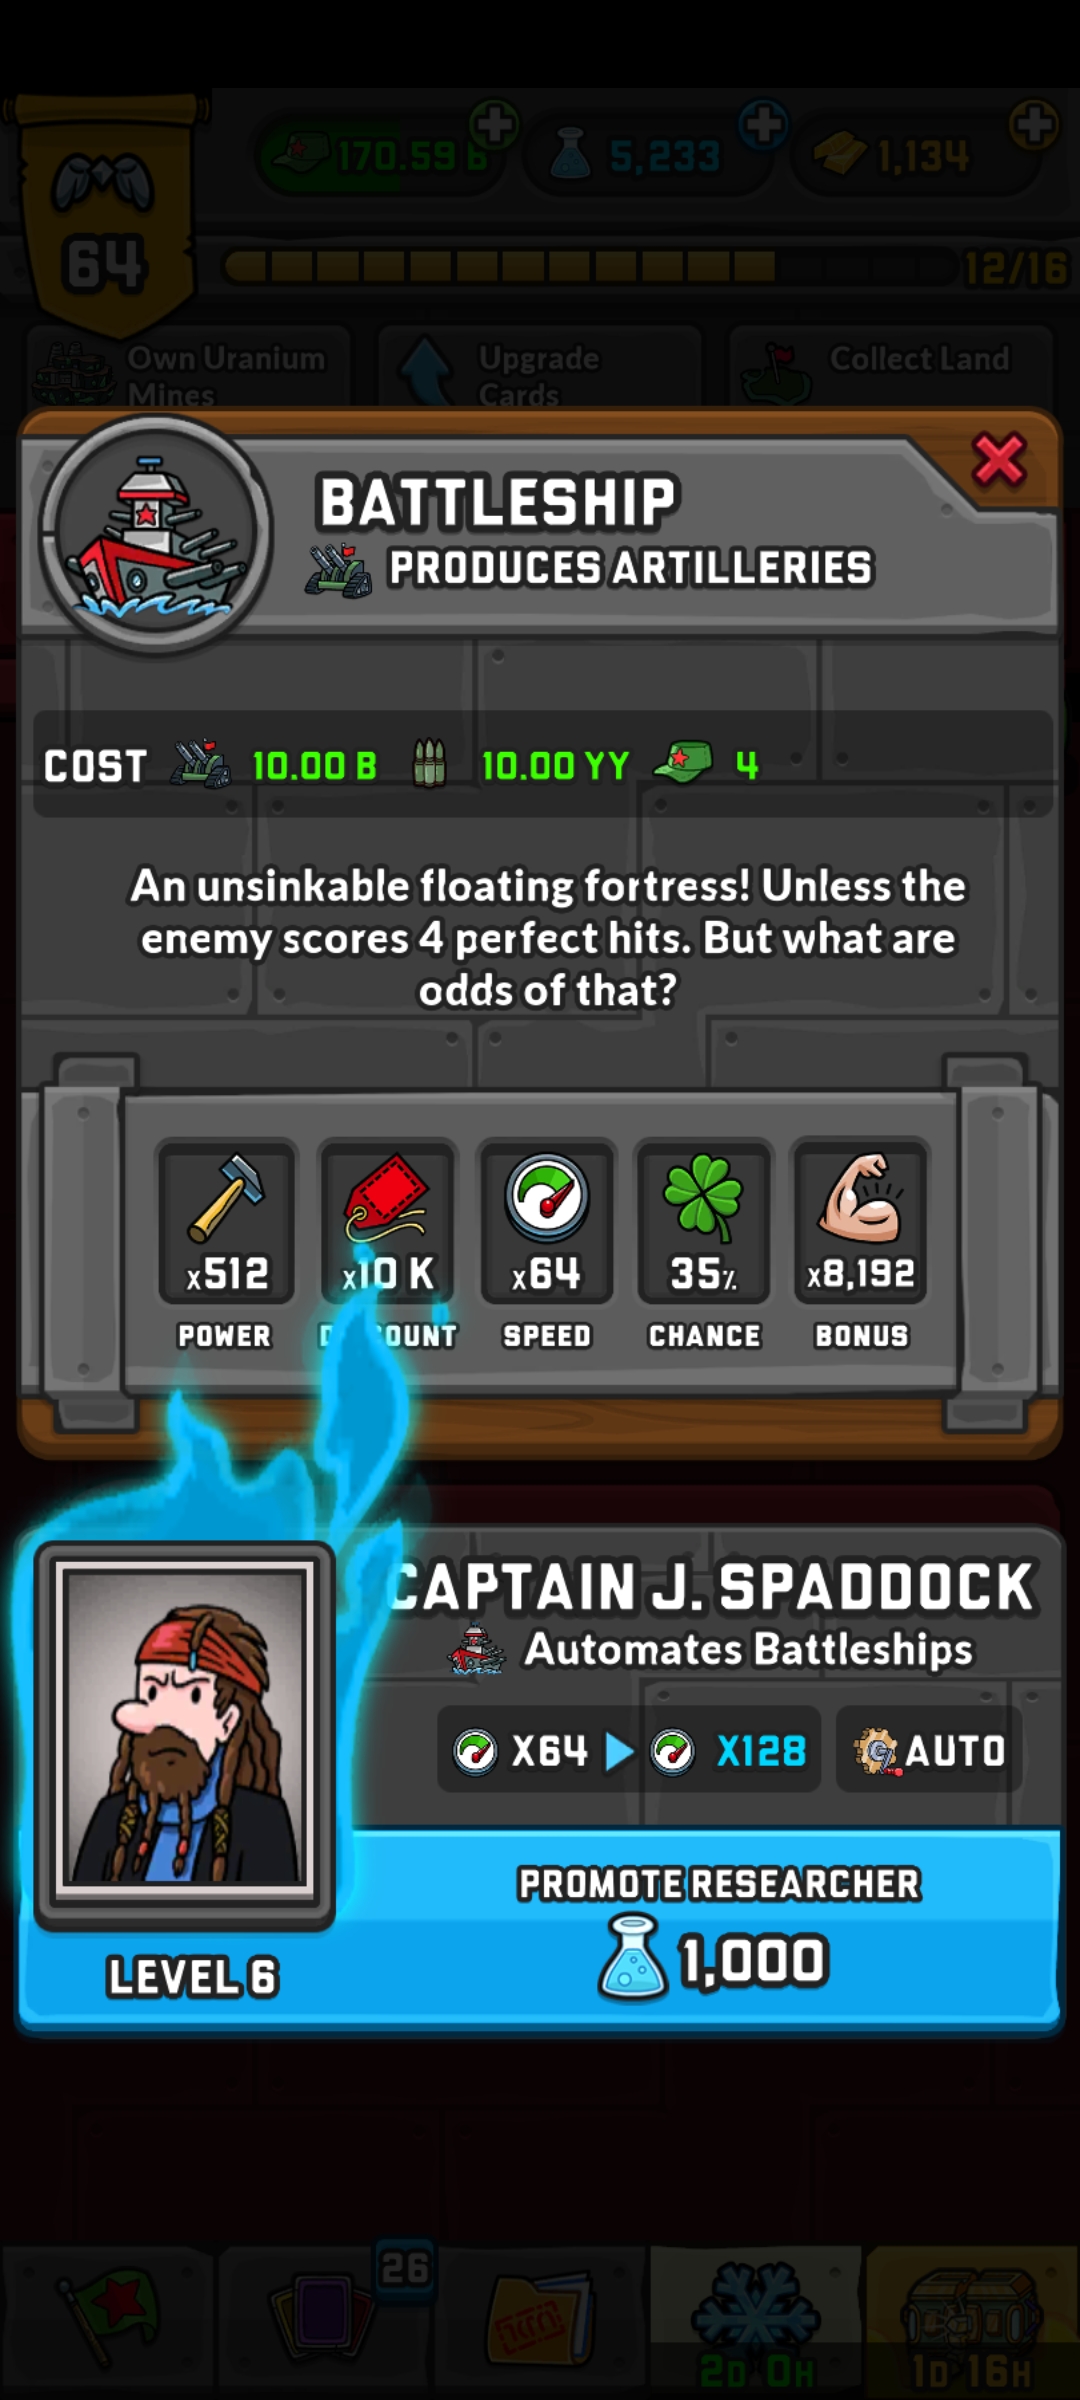 170.59 B
5,233
1,134
64
12/16
Own Uranium
Mines
Upgrade
Cards
Collect Land
BATTLESHIP
PRODUCES ARTILLERIES
COST 10.00 B 10.00 YY 4
An unsinkable floating fortress! Unless the
enemy scores 4 perfect hits. But what are
odds of that?
x512 x10 K x64 35% x8,192
POWER DISCOUNT SPEED CHANCE BONUS
CAPTAIN J. SPADDOCK
Automates Battleships
X64 X128 AUTO
PROMOTE RESEARCHER
1,000
LEVEL 6
26
2D 0H
1D 16H